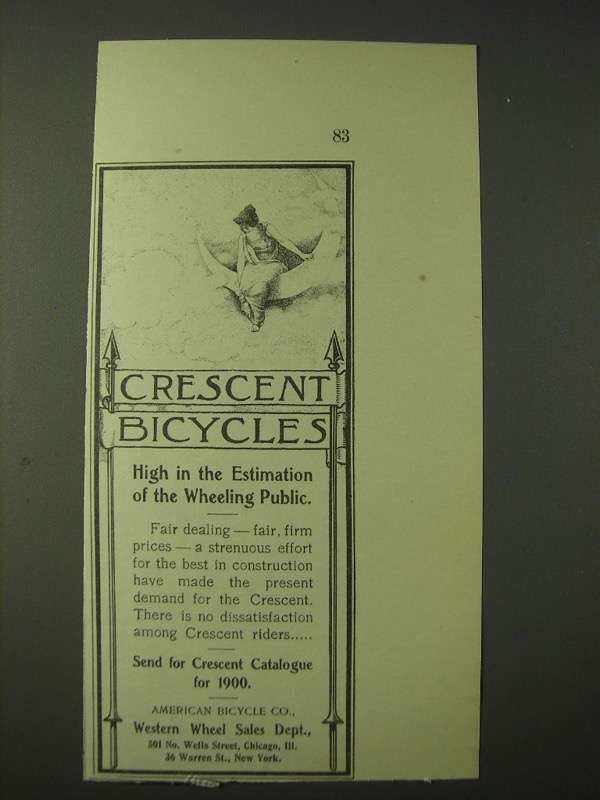 83
CRESCENT
BICYCLES
High in the Estimation
of the Wheeling Public.
Fair dealing — fair, firm
prices — a strenuous effort
for the best in construction
have made the present
demand for the Crescent.
There is no dissatisfaction
among Crescent riders.....
Send for Crescent Catalogue
for 1900.
AMERICAN BICYCLE CO.,
Western Wheel Sales Dept.,
501 No. Wells Street, Chicago, Ill.
36 Warren St., New York.